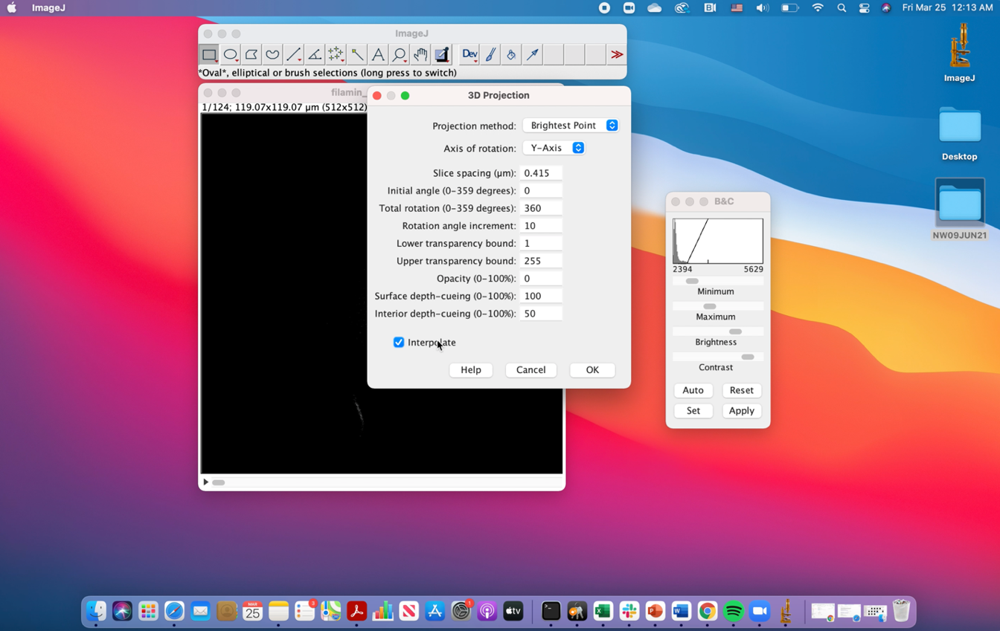 ImageJ
Fri Mar 25 12:13 AM
ImageJ
Dev
*Oval*, elliptical or brush selections (long press to switch)
filamin_
1/124; 119.07x119.07 µm (512x512)
3D Projection
Projection method: Brightest Point
Axis of rotation: Y-Axis
Slice spacing (µm): 0.415
Initial angle (0-359 degrees): 0
Total rotation (0-359 degrees): 360
Rotation angle increment: 10
Lower transparency bound: 1
Upper transparency bound: 255
Opacity (0-100%): 0
Surface depth-cueing (0-100%): 100
Interior depth-cueing (0-100%): 50
Interpolate
Help Cancel OK
B&C
2394 5629
Minimum
Maximum
Brightness
Contrast
Auto Reset
Set Apply
ImageJ
Desktop
NW09JUN21
MAR
25
3
1
tv